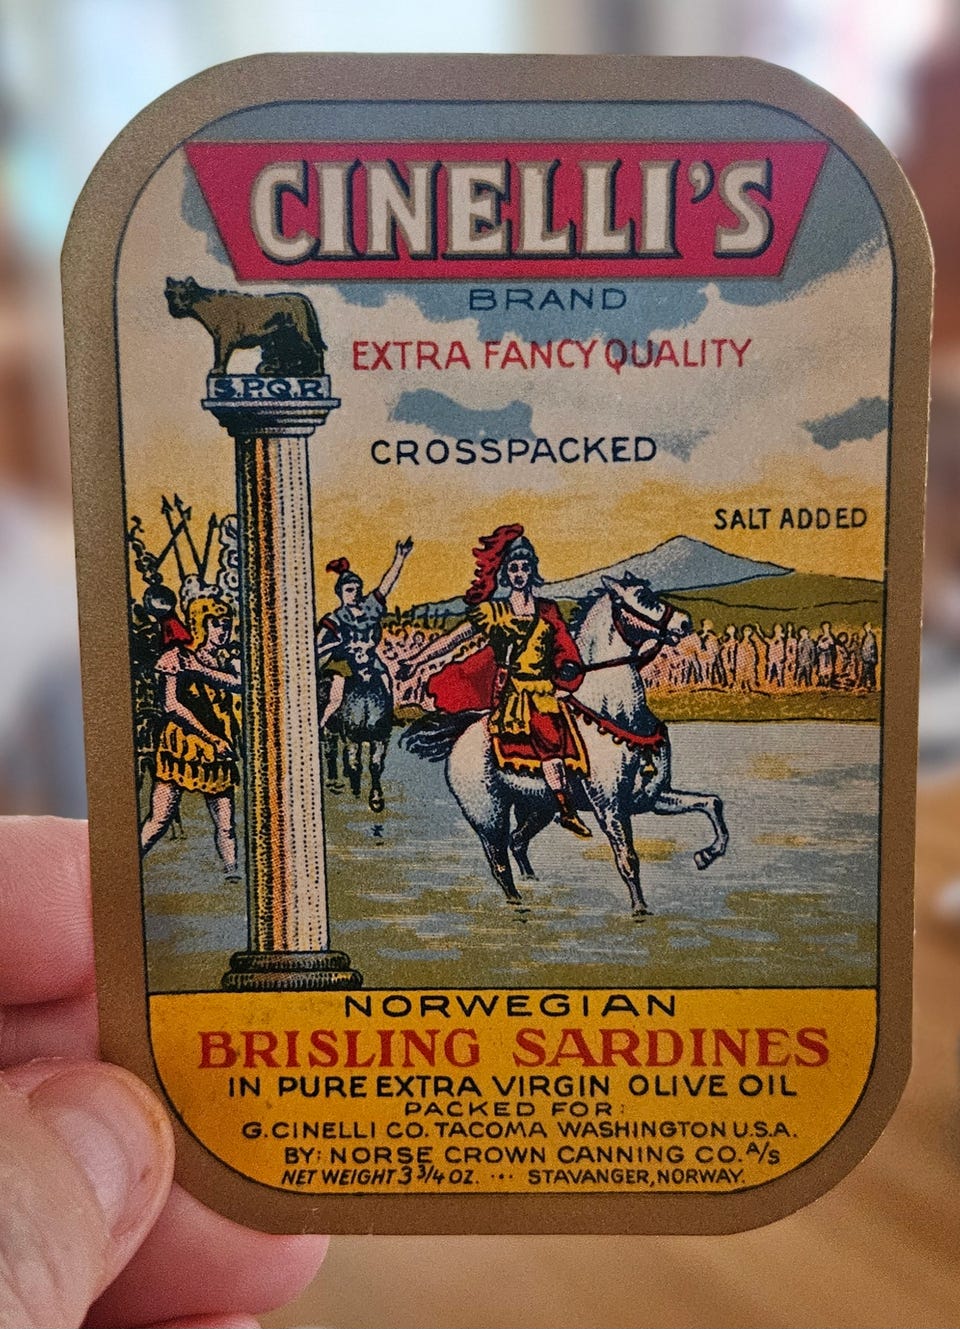 CINELLI'S
BRAND
EXTRA FANCY QUALITY
S.P.Q.R
CROSSPACKED
SALT ADDED
NORWEGIAN
BRISLING SARDINES
IN PURE EXTRA VIRGIN OLIVE OIL
PACKED FOR:
G. CINELLI CO. TACOMA WASHINGTON U.S.A.
BY: NORSE CROWN CANNING CO. A/S
NET WEIGHT 3 3/4 OZ. ··· STAVANGER, NORWAY.